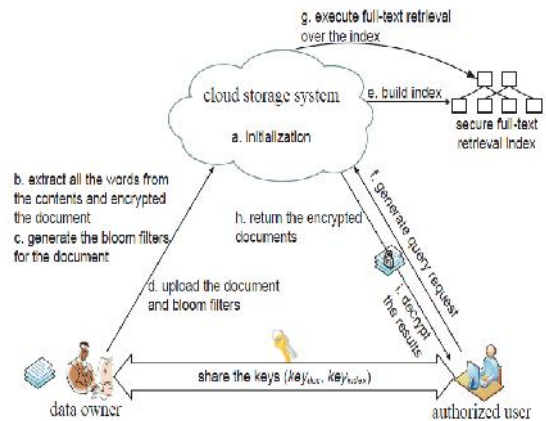 g. execute full-text retrieval
over the index
cloud storage system
e. build index
a. Initialization
secure full-text
retrieval Index
b. extract all the words from
the contents and encrypted
the document
c. generate the bloom filters
for the document
h. return the encrypted
documents
f. generate query request
d. upload the document
and bloom filters
i. decrypt
the results
share the keys (key_doc, key_index)
data owner
authorized user